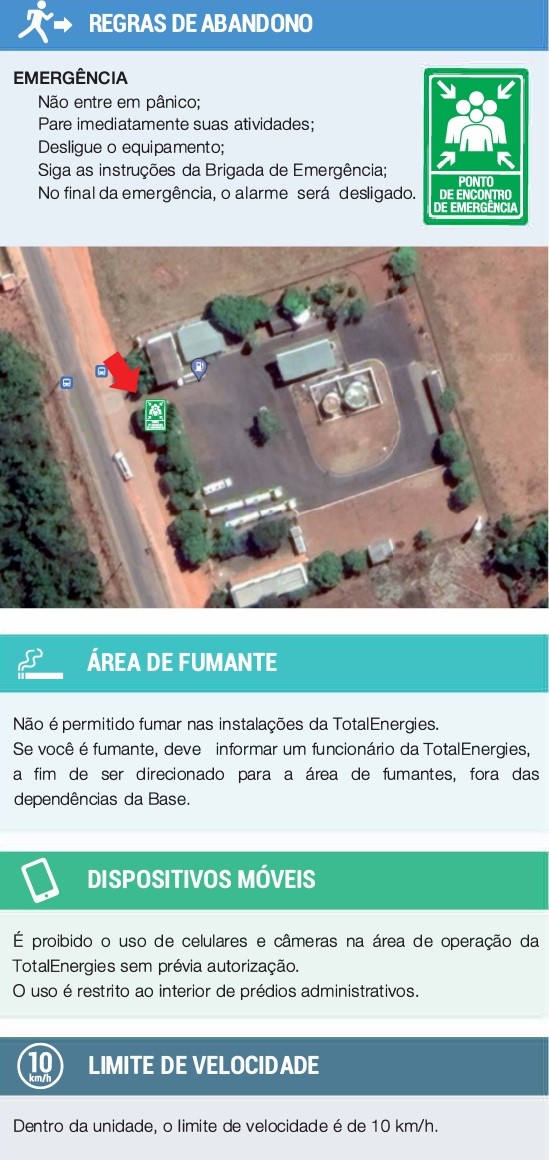 REGRAS DE ABANDONO
EMERGÊNCIA
Não entre em pânico;
Pare imediatamente suas atividades;
Desligue o equipamento;
Siga as instruções da Brigada de Emergência;
No final da emergência, o alarme será desligado.
PONTO
DE ENCONTRO
DE EMERGÊNCIA
ÁREA DE FUMANTE
Não é permitido fumar nas instalações da TotalEnergies.
Se você é fumante, deve informar um funcionário da TotalEnergies,
a fim de ser direcionado para a área de fumantes, fora das
dependências da Base.
DISPOSITIVOS MÓVEIS
É proibido o uso de celulares e câmeras na área de operação da
TotalEnergies sem prévia autorização.
O uso é restrito ao interior de prédios administrativos.
10
km/h
LIMITE DE VELOCIDADE
Dentro da unidade, o limite de velocidade é de 10 km/h.